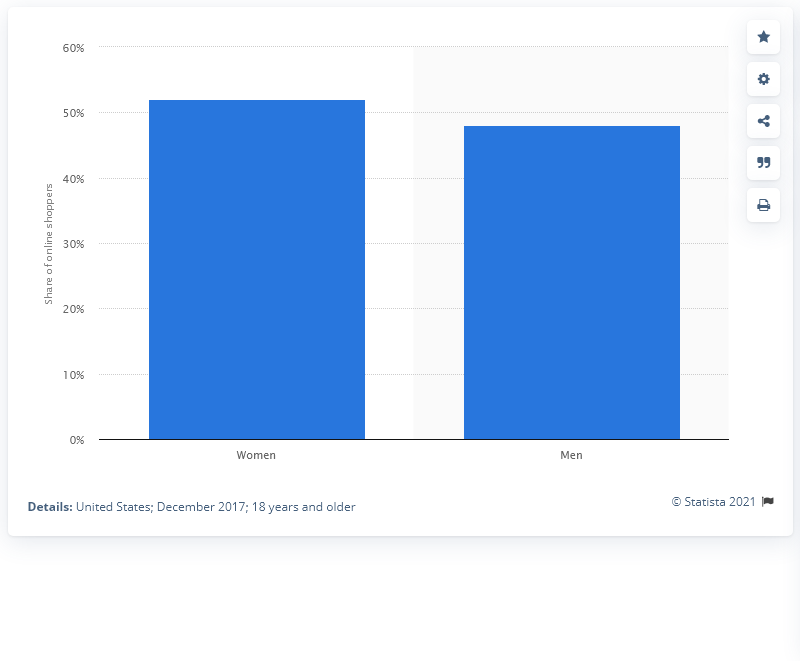 60%
50%
40%
30%
20%
10%
0%
Share of online shoppers
Women
Men
Details: United States; December 2017; 18 years and older
© Statista 2021